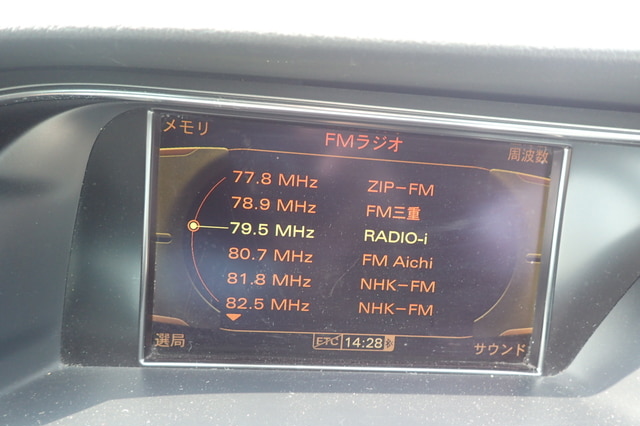 メモリ
FMラジオ
周波数
77.8 MHz ZIP-FM
78.9 MHz FM三重
79.5 MHz RADIO-i
80.7 MHz FM Aichi
81.8 MHz NHK-FM
82.5 MHz NHK-FM
選局
ETC 14:28
サウンド